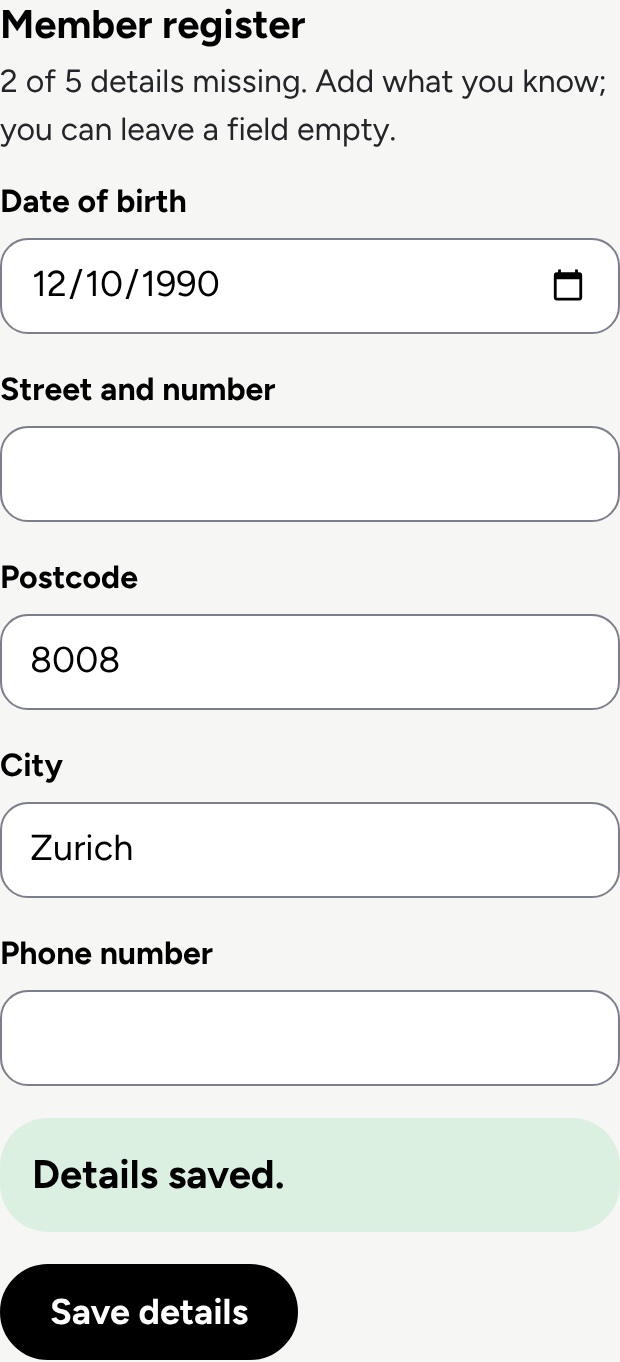 Member register
2 of 5 details missing. Add what you know;
you can leave a field empty.
Date of birth
12/10/1990
Street and number
Postcode
8008
City
Zurich
Phone number
Details saved.
Save details